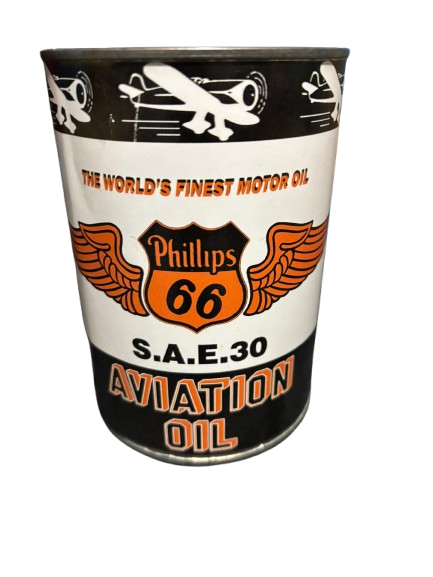 THE WORLD'S FINEST MOTOR OIL
Phillips
66
S.A.E.30
AVIATION
OIL